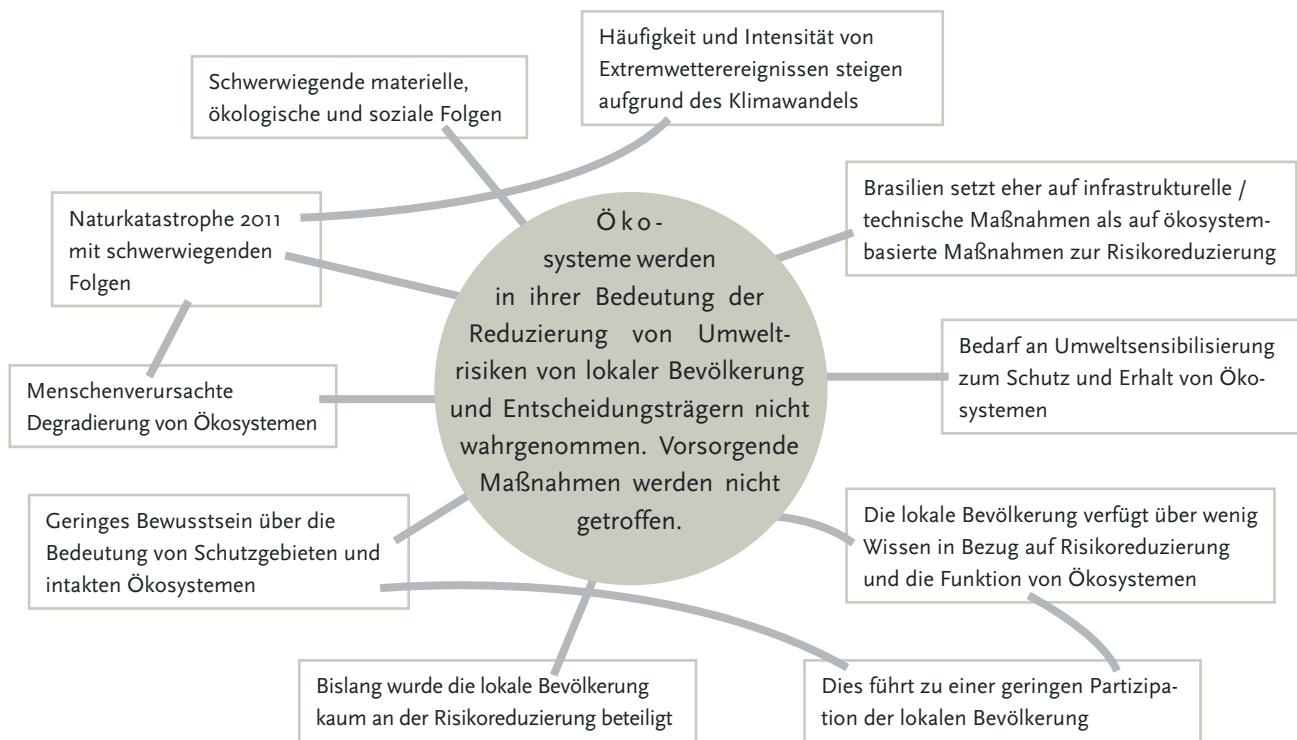 Häufigkeit und Intensität von
Extremwetterereignissen steigen
aufgrund des Klimawandels
Schwerwiegende materielle,
ökologische und soziale Folgen
Brasilien setzt eher auf infrastrukturelle /
technische Maßnahmen als auf ökosystem-
basierte Maßnahmen zur Risikoreduzierung
Naturkatastrophe 2011
mit schwerwiegenden
Folgen
Öko-
systeme werden
in ihrer Bedeutung der
Reduzierung von Umwelt-
risiken von lokaler Bevölkerung
und Entscheidungsträgern nicht
wahrgenommen. Vorsorgende
Maßnahmen werden nicht
getroffen.
Bedarf an Umweltsensibilisierung
zum Schutz und Erhalt von Öko-
systemen
Menschenverursachte
Degradierung von Ökosystemen
Geringes Bewusstsein über die
Bedeutung von Schutzgebieten und
intakten Ökosystemen
Die lokale Bevölkerung verfügt über wenig
Wissen in Bezug auf Risikoreduzierung
und die Funktion von Ökosystemen
Bislang wurde die lokale Bevölkerung
kaum an der Risikoreduzierung beteiligt
Dies führt zu einer geringen Partizipa-
tion der lokalen Bevölkerung